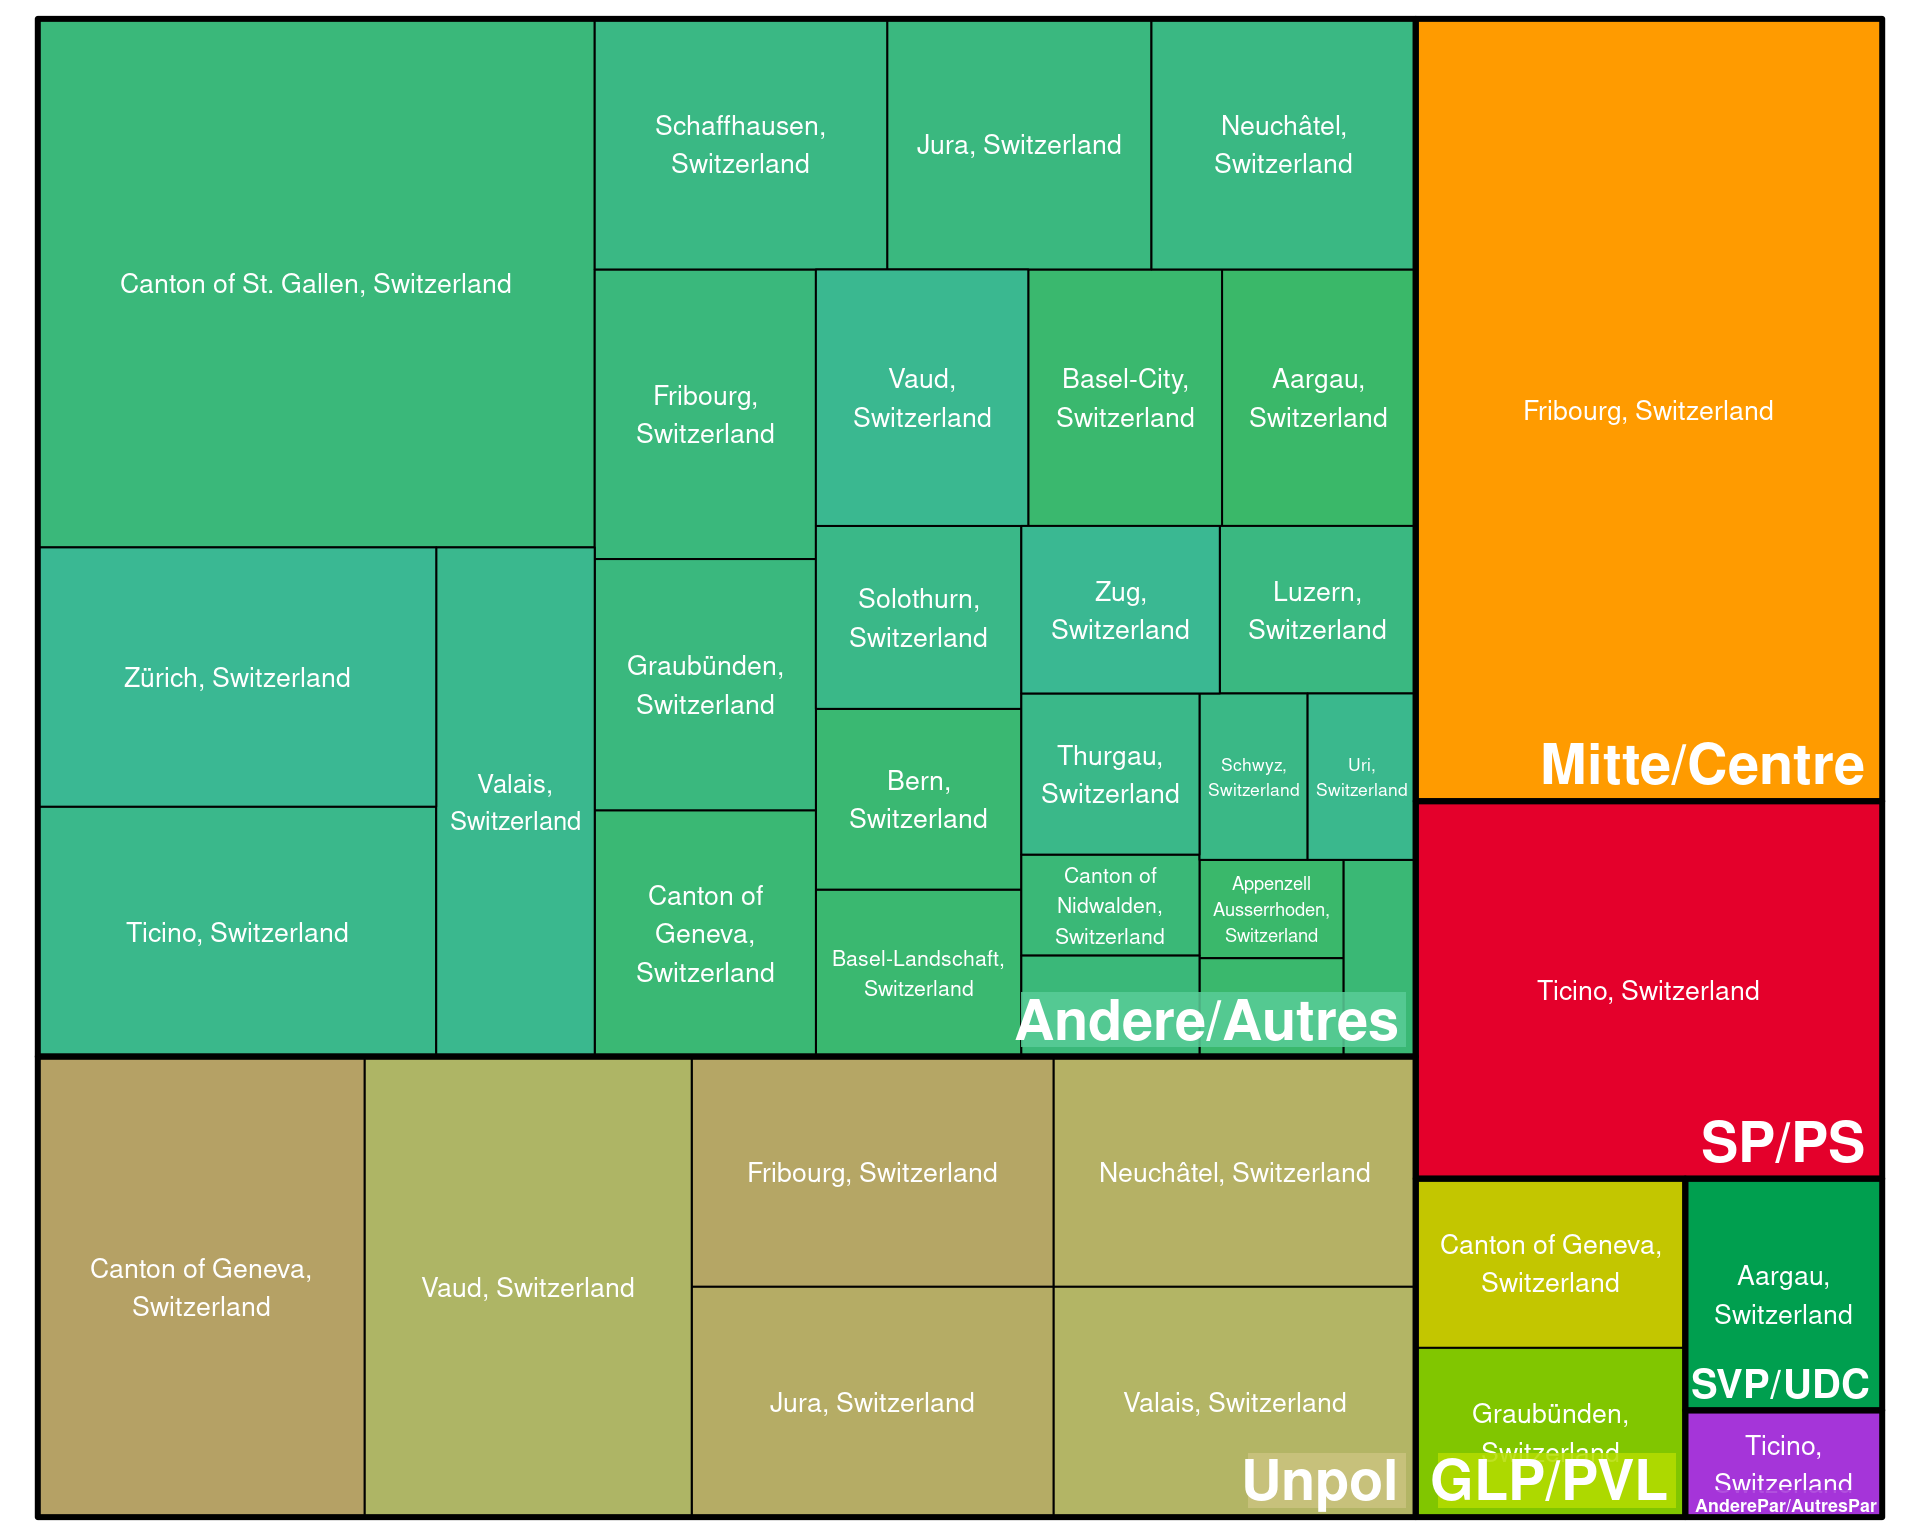 Canton of St. Gallen, Switzerland
Schaffhausen,
Switzerland
Jura, Switzerland
Neuchâtel,
Switzerland
Fribourg,
Switzerland
Vaud,
Switzerland
Basel-City,
Switzerland
Aargau,
Switzerland
Zürich, Switzerland
Ticino, Switzerland
Valais,
Switzerland
Graubünden,
Switzerland
Canton of
Geneva,
Switzerland
Solothurn,
Switzerland
Bern,
Switzerland
Basel-Landschaft,
Switzerland
Zug,
Switzerland
Luzern,
Switzerland
Thurgau,
Switzerland
Schwyz,
Switzerland
Uri,
Switzerland
Canton of
Nidwalden,
Switzerland
Appenzell
Ausserrhoden,
Switzerland
Andere/Autres
Canton of Geneva,
Switzerland
Vaud, Switzerland
Fribourg, Switzerland
Neuchâtel, Switzerland
Jura, Switzerland
Valais, Switzerland
Unpol
Fribourg, Switzerland
Mitte/Centre
Ticino, Switzerland
SP/PS
Canton of Geneva,
Switzerland
Graubünden,
Switzerland
GLP/PVL
Aargau,
Switzerland
SVP/UDC
Ticino,
Switzerland
AnderePar/AutresPar